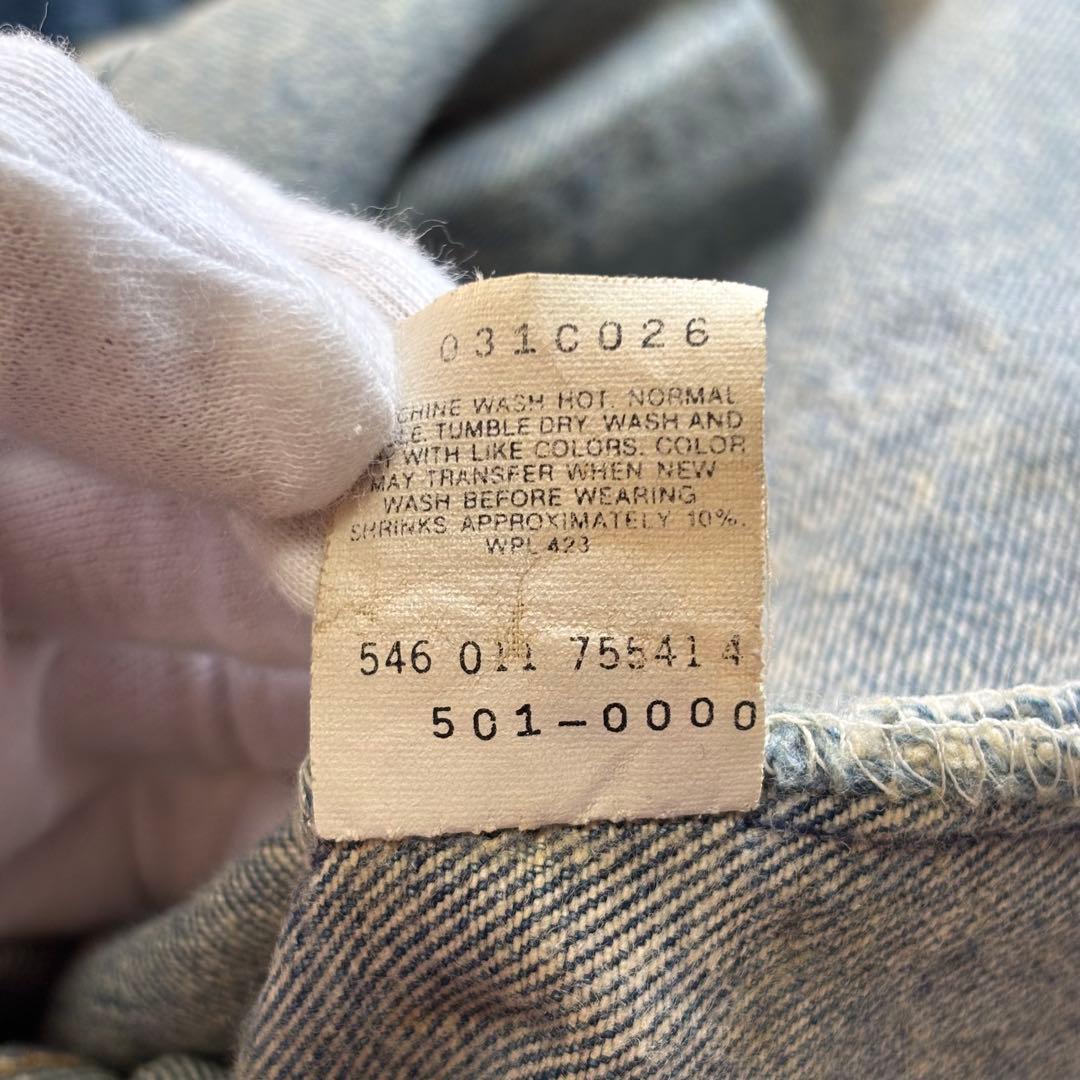 031C026
CHINE WASH HOT, NORMAL
LE. TUMBLE DRY. WASH AND
Y WITH LIKE COLORS. COLOR
MAY TRANSFER WHEN NEW
WASH BEFORE WEARING
SHRINKS APPROXIMATELY 10%.
WPL 423
546 011 75541 4
501-0000